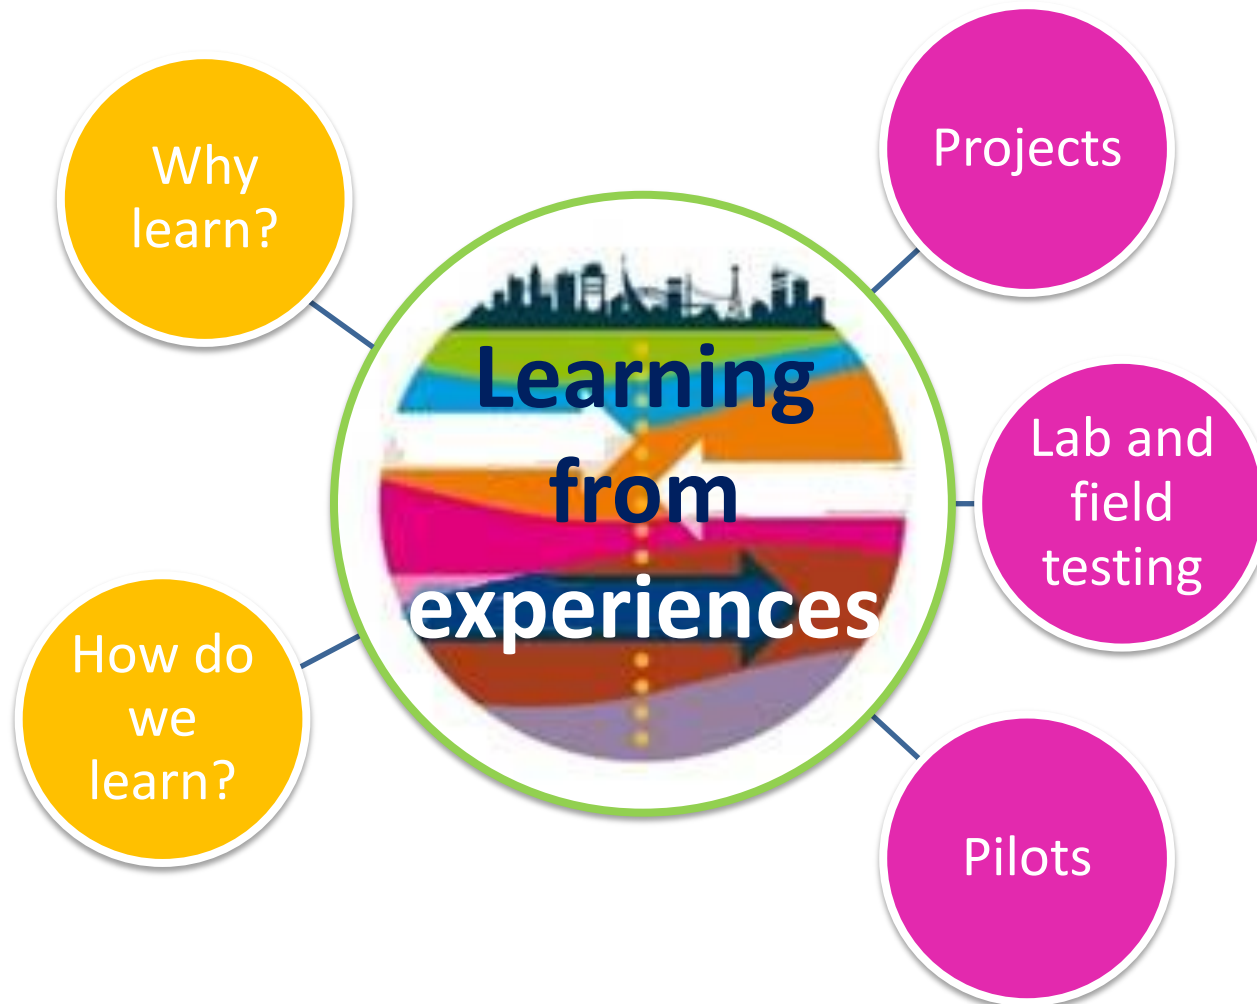 Why
learn?
How do
we
learn?
Learning
from
experiences
Projects
Lab and
field
testing
Pilots